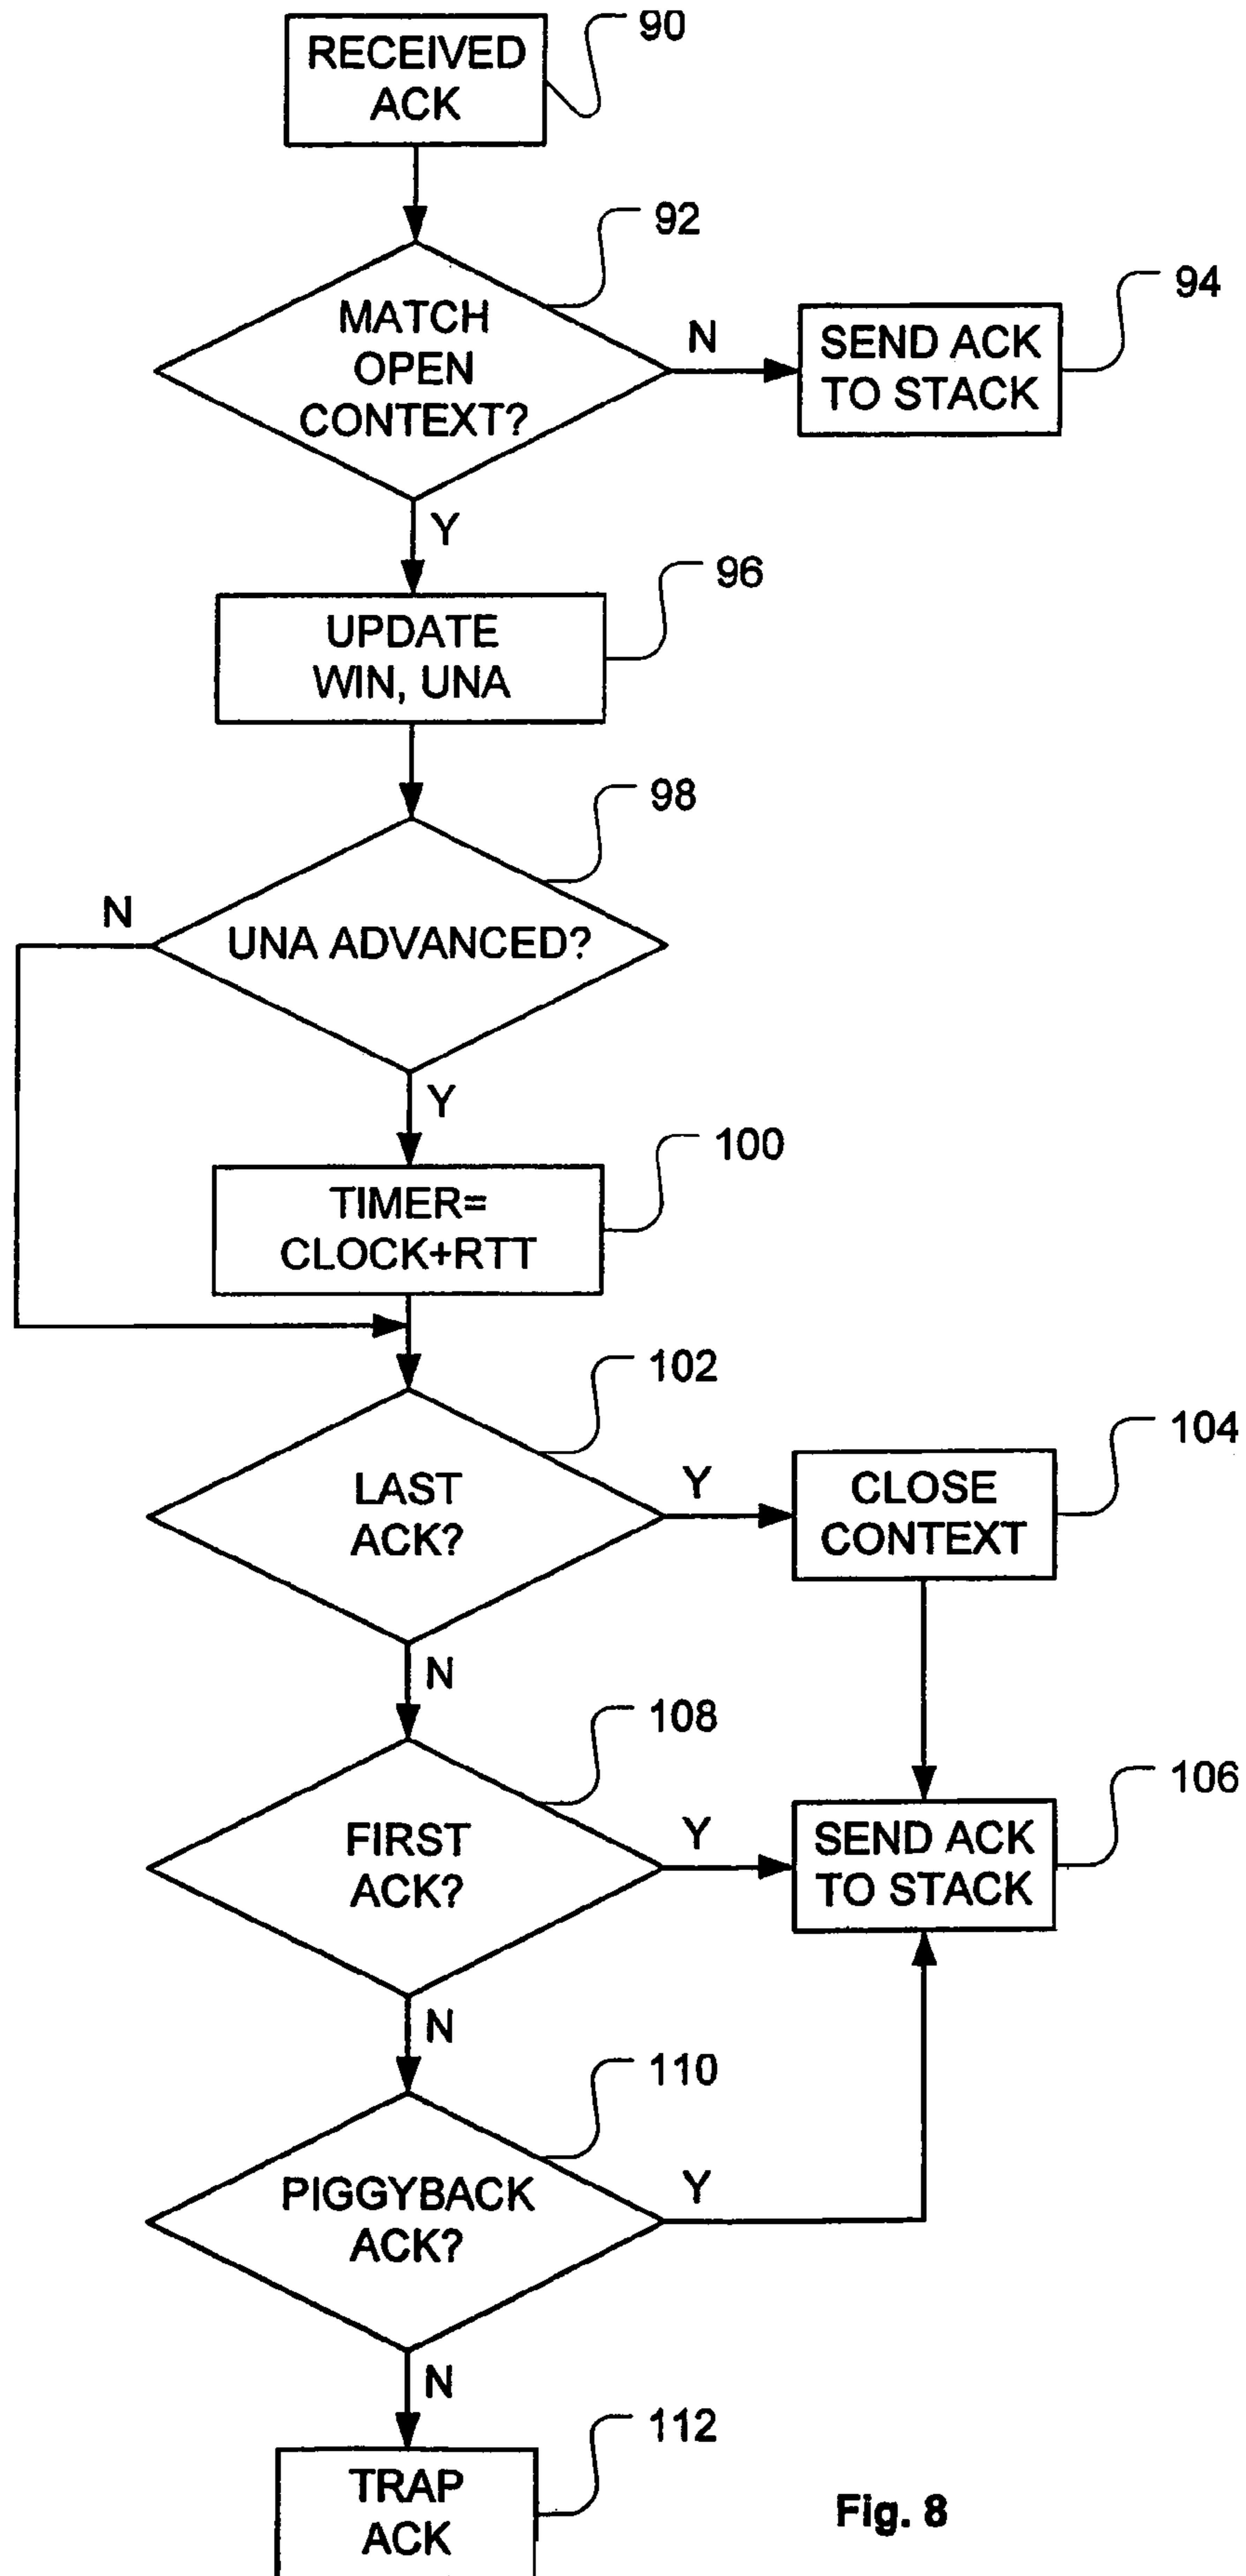 90
RECEIVED
ACK
92
MATCH
OPEN
CONTEXT?
N
94
SEND ACK
TO STACK
Y
96
UPDATE
WIN, UNA
98
N
UNA ADVANCED?
Y
100
TIMER=
CLOCK+RTT
102
LAST
ACK?
Y
104
CLOSE
CONTEXT
N
108
FIRST
ACK?
Y
106
SEND ACK
TO STACK
N
110
PIGGYBACK
ACK?
Y
N
112
TRAP
ACK
Fig. 8